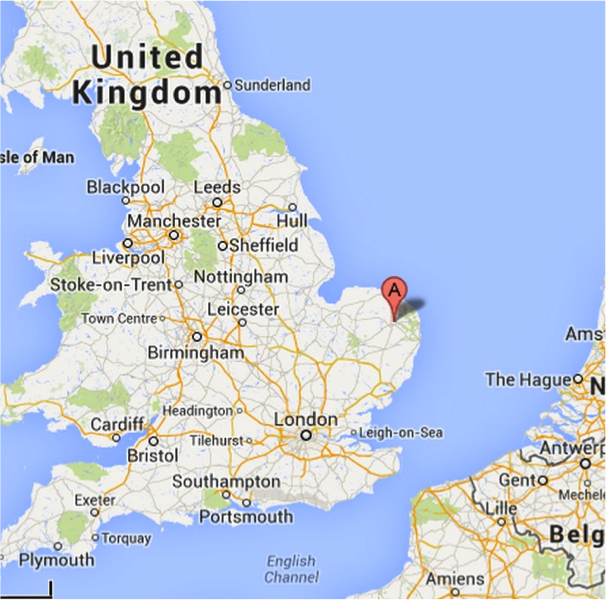 United
Kingdom
Sunderland
sle of Man
Blackpool
Leeds
Hull
Manchester
Sheffield
Liverpool
Stoke-on-Trent
Nottingham
A
Town Centre
Leicester
Birmingham
Ams
The Hague
N
Headington
London
Cardiff
Tilehurst
Leigh-on-Sea
Bristol
Antwerp
Southampton
Gent
Mechele
Exeter
Portsmouth
Lille
Torquay
Belg
Plymouth
English
Channel
Amiens